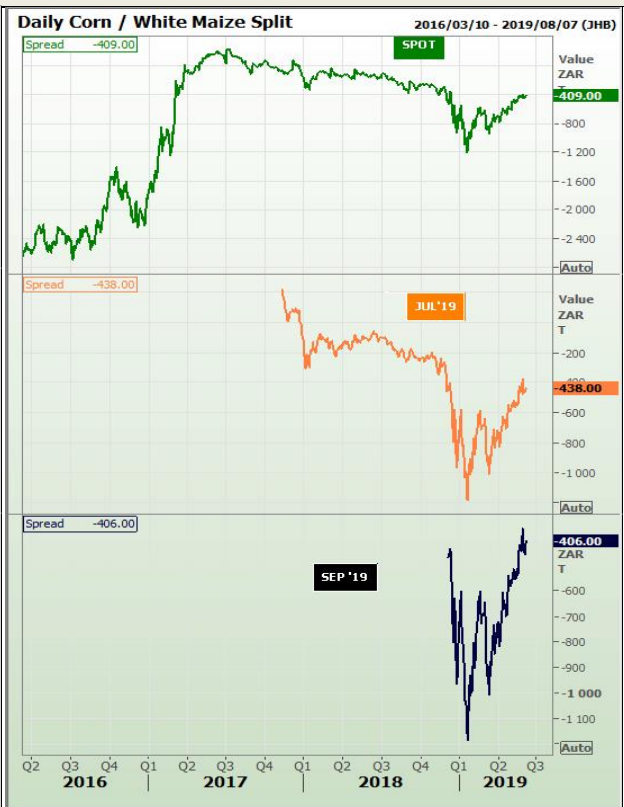 Daily Corn / White Maize Split 2016/03/10 - 2019/08/07 (JHB)
Spread -409.00
SPOT
Value
ZAR
T
-409.00
-800
-1 200
-1 600
-2 000
-2 400
Auto
Spread -438.00
JUL'19
Value
ZAR
T
-200
-438.00
-600
-800
-1 000
Auto
Spread -406.00
SEP '19
-406.00
ZAR
T
-600
-700
-800
-900
-1 000
-1 100
Auto
Q2 Q3 Q4 Q1 Q2 Q3 Q4 Q1 Q2 Q3 Q4 Q1 Q2 Q3
2016 2017 2018 2019